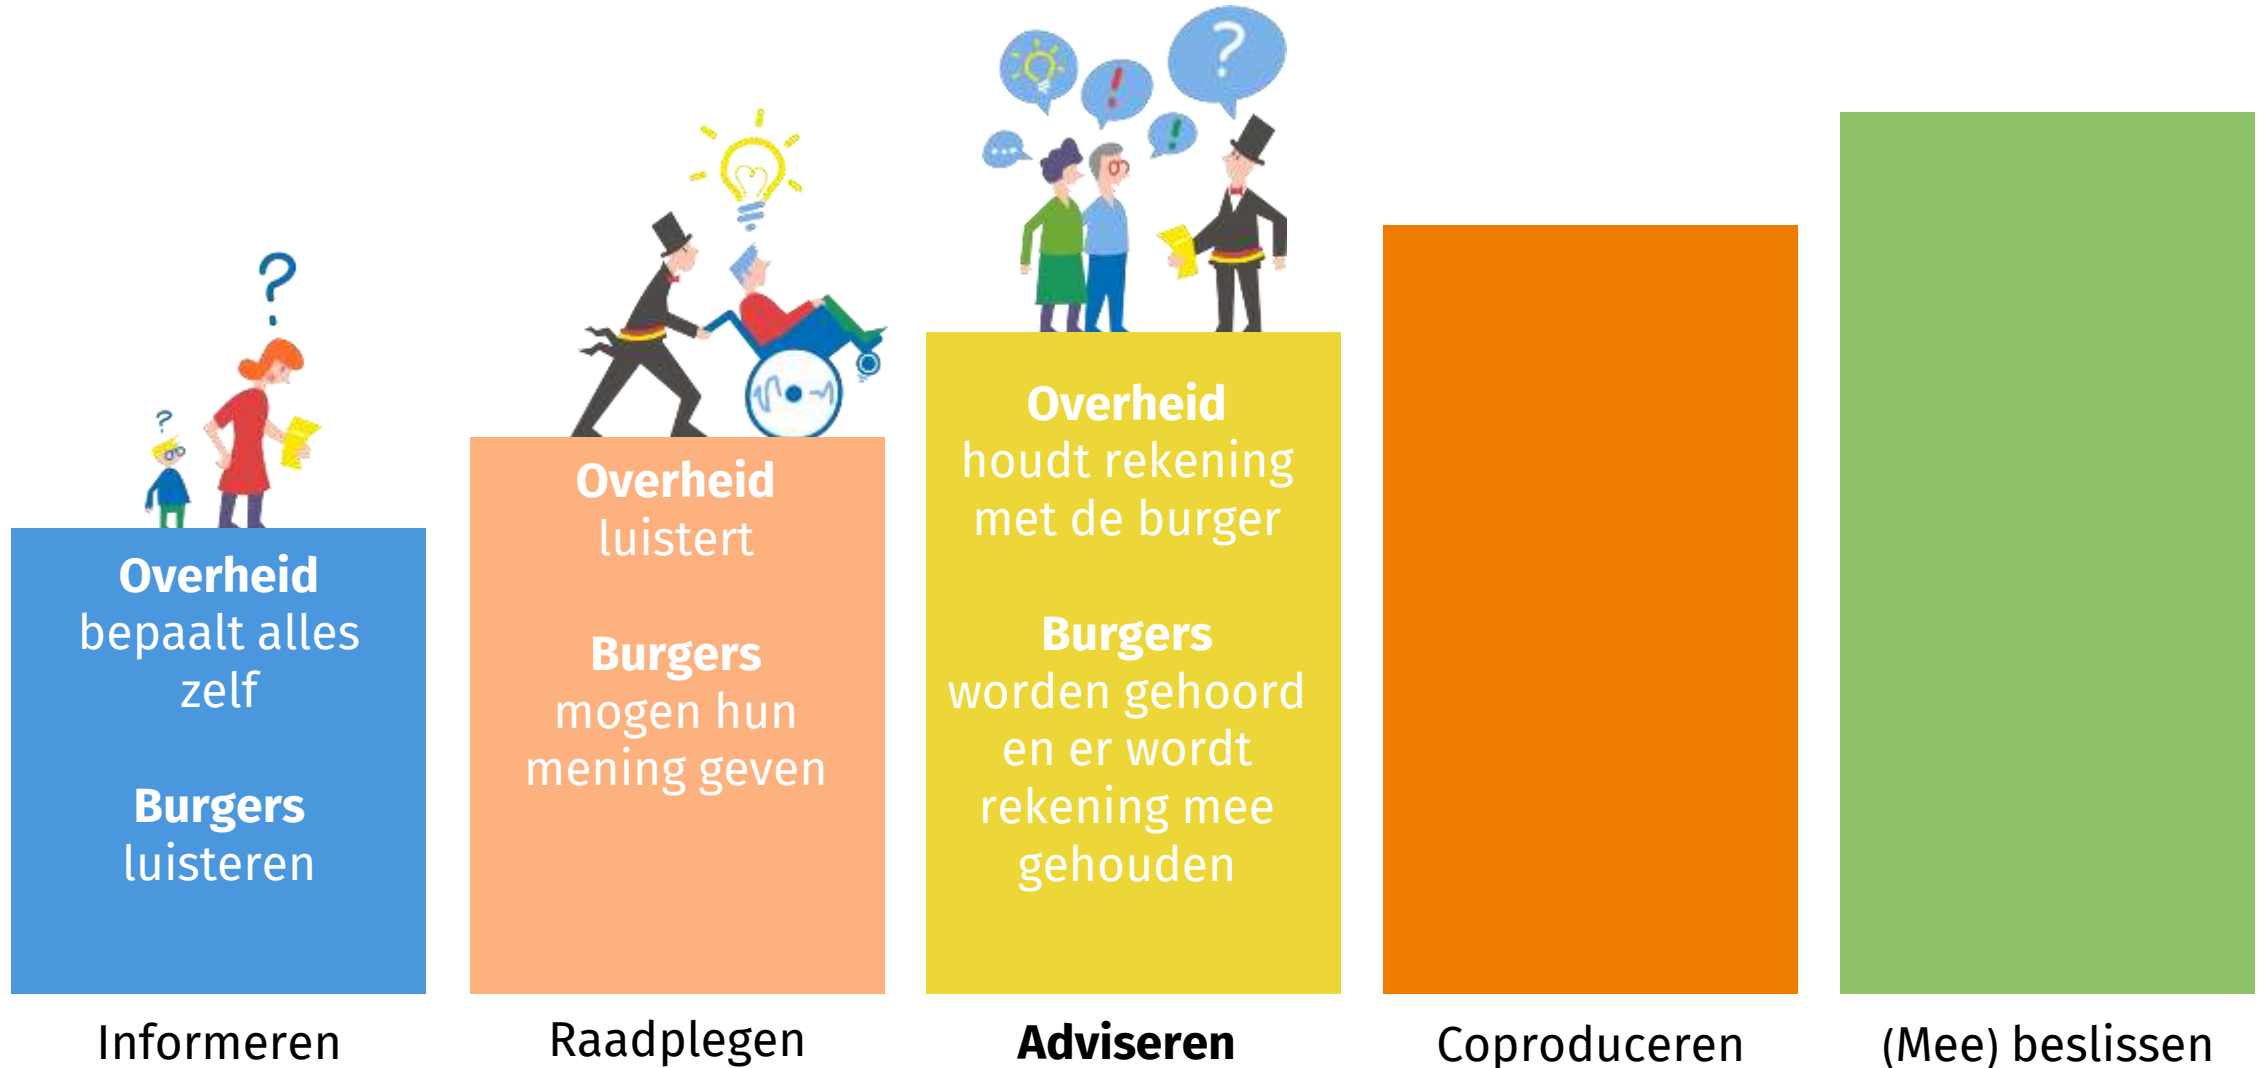 Overheid
bepaalt alles
zelf
Burgers
luisteren
Informeren
Overheid
luistert
Burgers
mogen hun
mening geven
Raadplegen
? 
Overheid
houdt rekening
met de burger
Burgers
worden gehoord
en er wordt
rekening mee
gehouden
Adviseren
Coproduceren
(Mee) beslissen